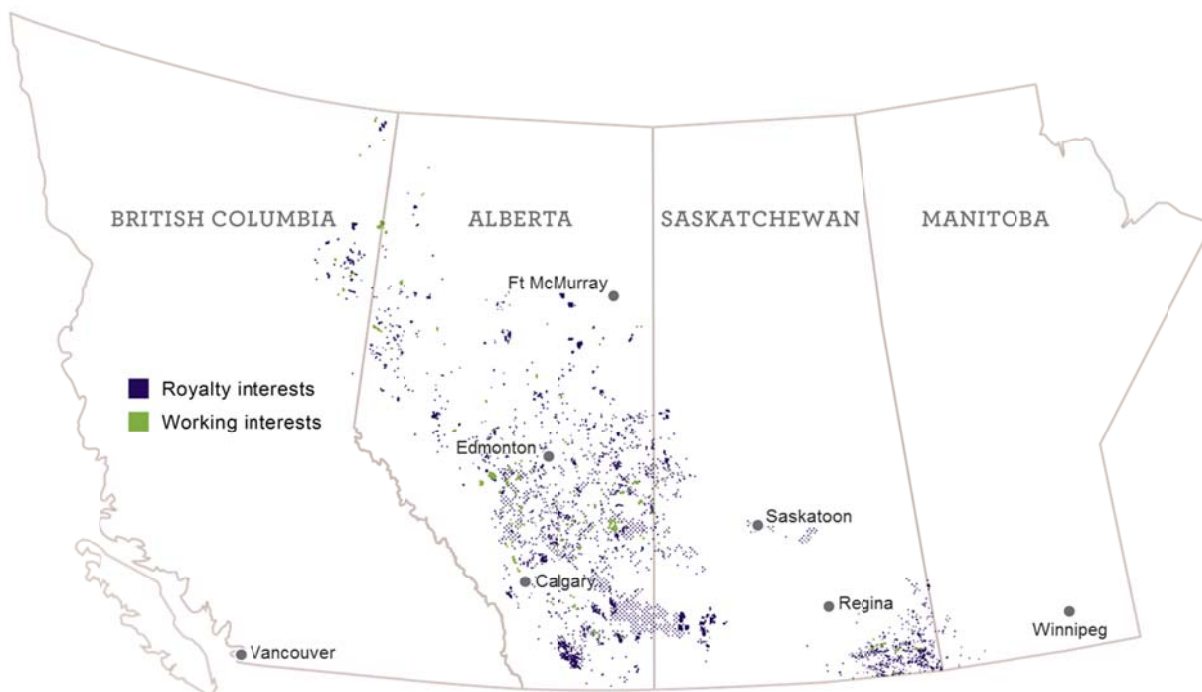 BRITISH COLUMBIA
ALBERTA
SASKATCHEWAN
MANITOBA
Ft McMurray
Royalty interests
Working interests
Edmonton
Saskatoon
Calgary
Regina
Winnipeg
Vancouver